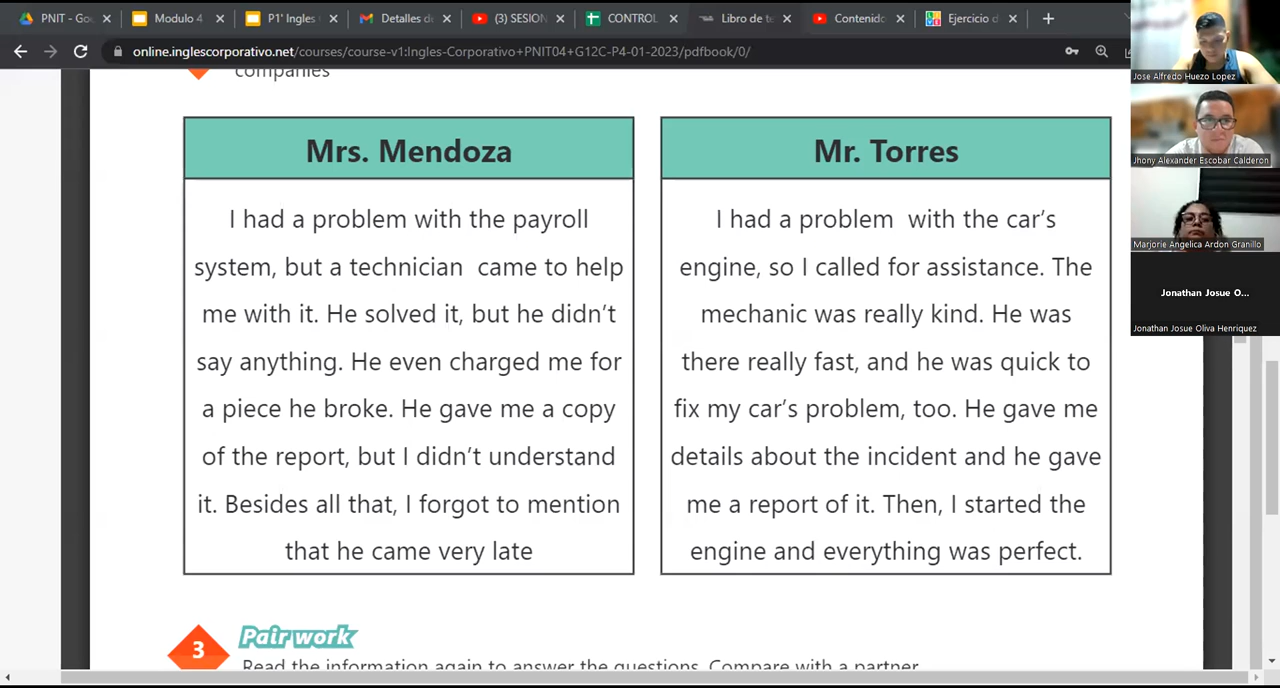 PNIT - Goo
Modulo 4
P1' Ingles
Detalles de
(3) SESION
CONTROL
Libro de te
Contenido
Ejercicio d
online.inglescorporativo.net/courses/course-v1:Ingles-Corporativo+PNIT04+G12C-P4-01-2023/pdfbook/0/
companies
Mrs. Mendoza
I had a problem with the payroll
system, but a technician came to help
me with it. He solved it, but he didn't
say anything. He even charged me for
a piece he broke. He gave me a copy
of the report, but I didn't understand
it. Besides all that, I forgot to mention
that he came very late
Mr. Torres
I had a problem with the car's
engine, so I called for assistance. The
mechanic was really kind. He was
there really fast, and he was quick to
fix my car's problem, too. He gave me
details about the incident and he gave
me a report of it. Then, I started the
engine and everything was perfect.
3
Pair work
Read the information again to answer the questions. Compare with a partner
Jose Alfredo Huezo Lopez
Jhony Alexander Escobar Calderon
Marjorie Angelica Ardon Granillo
Jonathan Josue O...
Jonathan Josue Oliva Henriquez